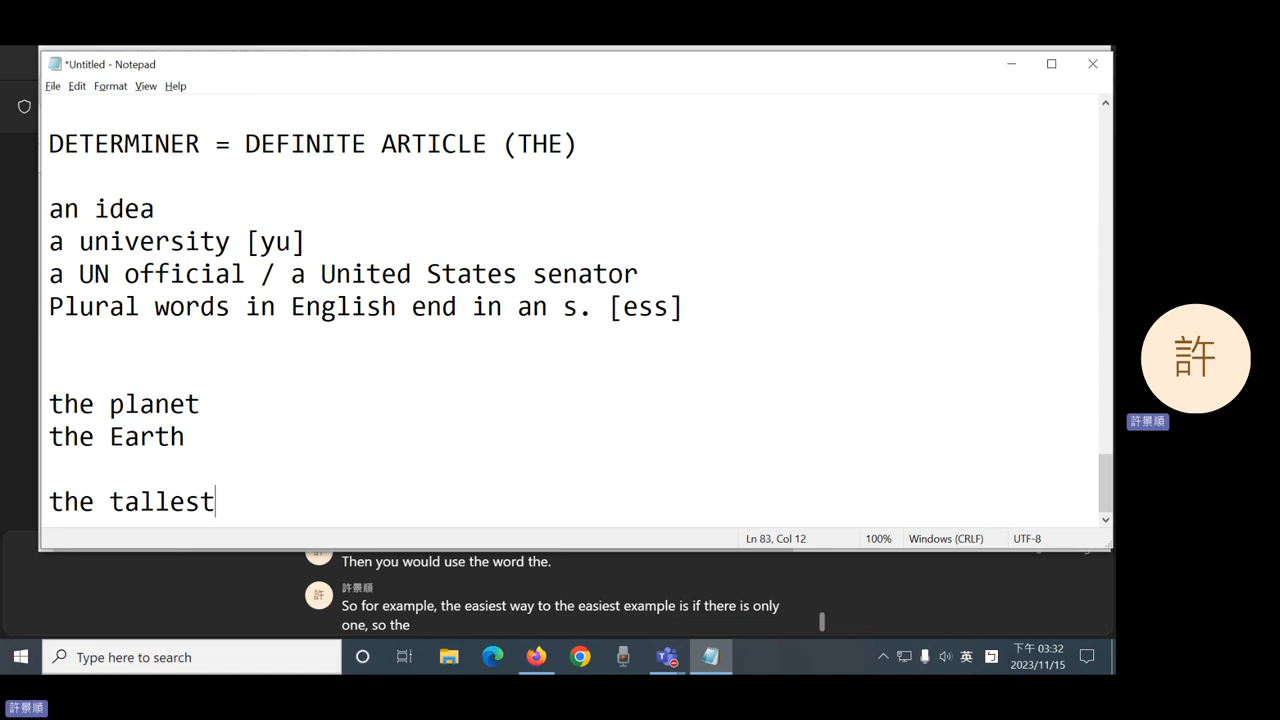 *Untitled - Notepad
File Edit Format View Help
DETERMINER = DEFINITE ARTICLE (THE)
an idea
a university [yu]
a UN official / a United States senator
Plural words in English end in an s. [ess]
the planet
the Earth
the tallest
Ln 83, Col 12 100% Windows (CRLF) UTF-8
許
許景順
Then you would use the word the.
許景順
許
So for example, the easiest way to the easiest example is if there is only
one, so the
Type here to search
英
下午 03:32
2023/11/15
許景順